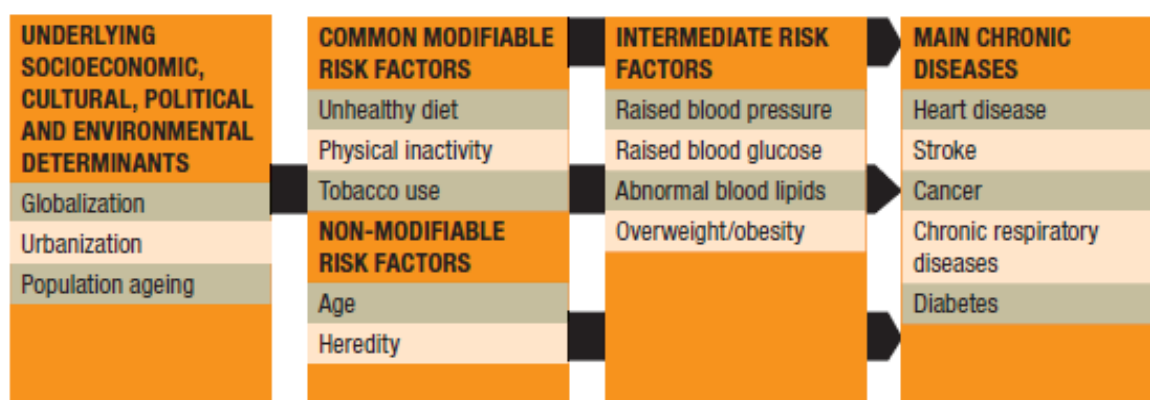 UNDERLYING
SOCIOECONOMIC,
CULTURAL, POLITICAL
AND ENVIRONMENTAL
DETERMINANTS
Globalization
Urbanization
Population ageing
COMMON MODIFIABLE
RISK FACTORS
Unhealthy diet
Physical inactivity
Tobacco use
NON-MODIFIABLE
RISK FACTORS
Age
Heredity
INTERMEDIATE RISK
FACTORS
Raised blood pressure
Raised blood glucose
Abnormal blood lipids
Overweight/obesity
MAIN CHRONIC
DISEASES
Heart disease
Stroke
Cancer
Chronic respiratory
diseases
Diabetes